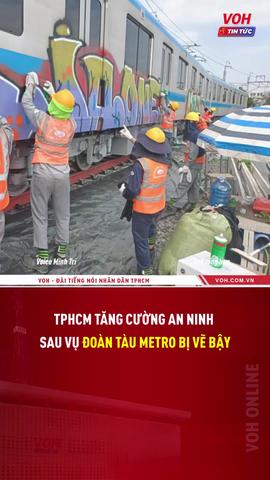 VOH
TIN TỨC
Voice Minh Trí
VOH - ĐÀI TIẾNG NÓI NHÂN DÂN TPHCM
VOH.COM.VN
TPHCM TĂNG CƯỜNG AN NINH
SAU VỤ ĐOÀN TÀU METRO BỊ VẼ BẬY
VOH ONLINE